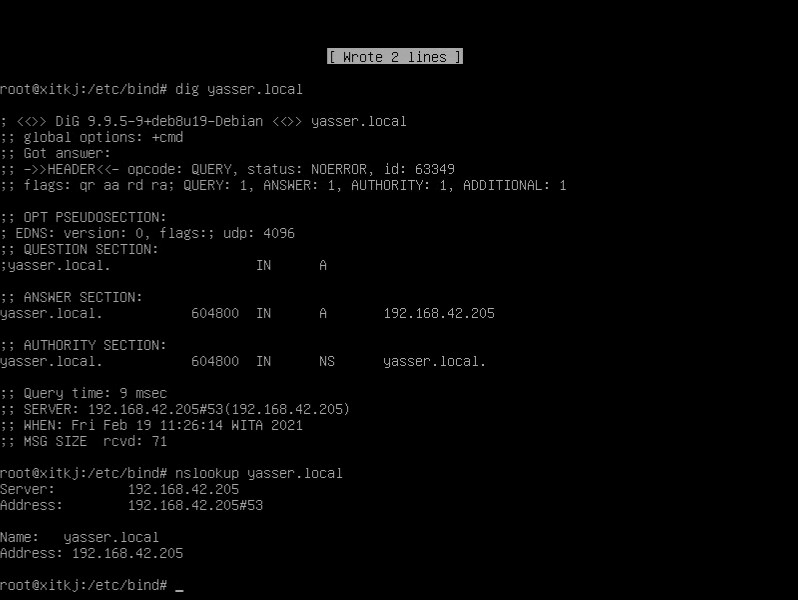 [ Wrote 2 lines ]
root@xitkj:/etc/bind# dig yasser.local
; <<>> DiG 9.9.5-9+deb8u19-Debian <<>> yasser.local
;; global options: +cmd
;; Got answer:
;; ->>HEADER<<- opcode: QUERY, status: NOERROR, id: 63349
;; flags: qr aa rd ra; QUERY: 1, ANSWER: 1, AUTHORITY: 1, ADDITIONAL: 1
;; OPT PSEUDOSECTION:
; EDNS: version: 0, flags:; udp: 4096
;; QUESTION SECTION:
;yasser.local. IN A
;; ANSWER SECTION:
yasser.local. 604800 IN A 192.168.42.205
;; AUTHORITY SECTION:
yasser.local. 604800 IN NS yasser.local.
;; Query time: 9 msec
;; SERVER: 192.168.42.205#53(192.168.42.205)
;; WHEN: Fri Feb 19 11:26:14 WITA 2021
;; MSG SIZE  rcvd: 71
root@xitkj:/etc/bind# nslookup yasser.local
Server: 192.168.42.205
Address: 192.168.42.205#53
Name: yasser.local
Address: 192.168.42.205
root@xitkj:/etc/bind# _